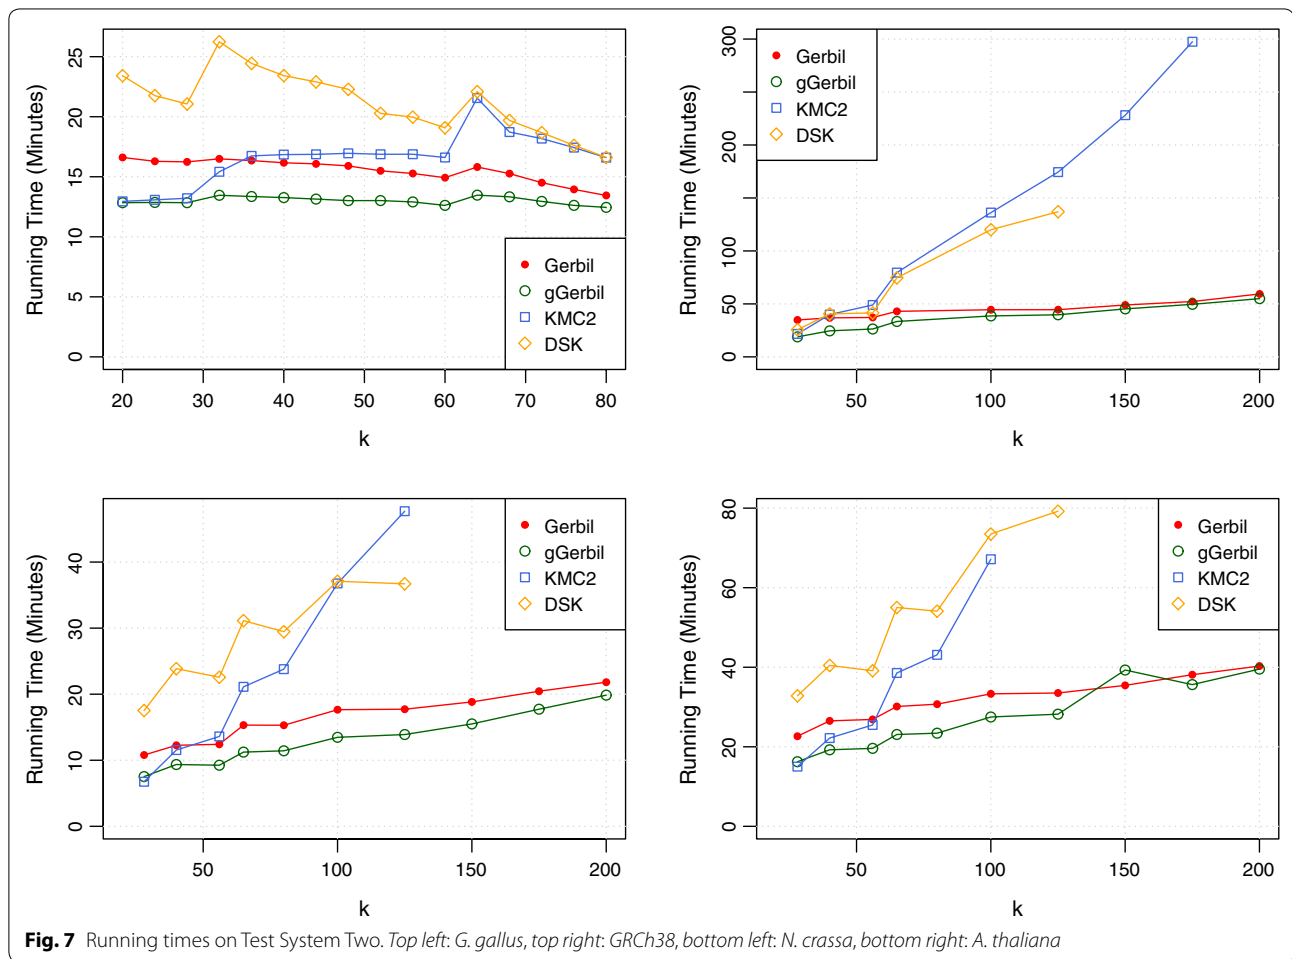 Running Time (Minutes)
25
20
15
10
5
0
20 30 40 50 60 70 80
k
Gerbil
gGerbil
KMC2
DSK
Running Time (Minutes)
300
200
100
50
0
50 100 150 200
k
Gerbil
gGerbil
KMC2
DSK
Running Time (Minutes)
40
30
20
10
0
50 100 150 200
k
Gerbil
gGerbil
KMC2
DSK
Running Time (Minutes)
80
60
40
20
0
50 100 150 200
k
Gerbil
gGerbil
KMC2
DSK
Fig. 7 Running times on Test System Two. Top left: G. gallus, top right: GRCh38, bottom left: N. crassa, bottom right: A. thaliana